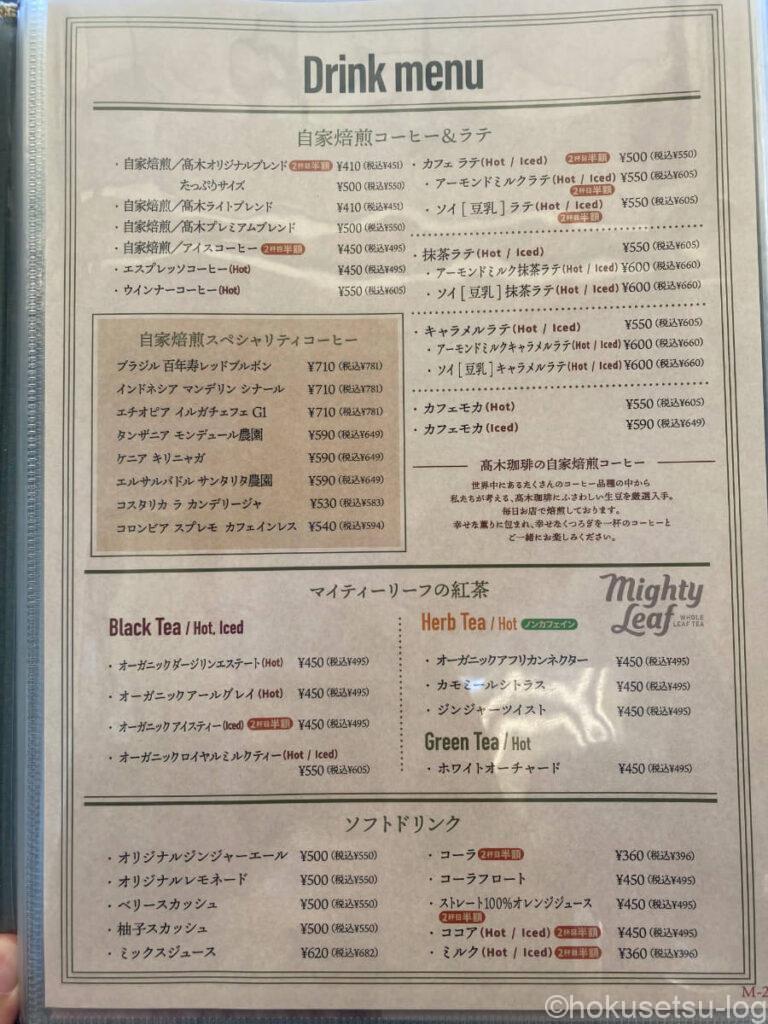 Drink menu
自家焙煎コーヒー&ラテ
・自家焙煎/髙木オリジナルブレンド 2杯目半額 ¥410(税込¥451)
たっぷりサイズ ¥500(税込¥550)
・自家焙煎/髙木ライトブレンド ¥410(税込¥451)
・自家焙煎/髙木プレミアムブレンド ¥500(税込¥550)
・自家焙煎/アイスコーヒー 2杯目半額 ¥450(税込¥495)
・エスプレッソコーヒー(Hot) ¥450(税込¥495)
・ウインナーコーヒー(Hot) ¥550(税込¥605)
・カフェ ラテ(Hot / Iced) 2杯目半額 ¥500(税込¥550)
・アーモンドミルクラテ(Hot / Iced) ¥550(税込¥605)
2杯目半額
・ソイ[豆乳]ラテ(Hot / Iced) ¥550(税込¥605)
2杯目半額
・抹茶ラテ(Hot / Iced) ¥550(税込¥605)
・アーモンドミルク抹茶ラテ(Hot / Iced) ¥600(税込¥660)
・ソイ[豆乳]抹茶ラテ(Hot / Iced) ¥600(税込¥660)
・キャラメルラテ(Hot / Iced) ¥550(税込¥605)
・アーモンドミルクキャラメルラテ(Hot / Iced) ¥600(税込¥660)
・ソイ[豆乳]キャラメルラテ(Hot / Iced) ¥600(税込¥660)
・カフェモカ(Hot) ¥550(税込¥605)
・カフェモカ(Iced) ¥590(税込¥649)
自家焙煎スペシャリティコーヒー
ブラジル 百年寿レッドブルボン ¥710(税込¥781)
インドネシア マンデリン シナール ¥710(税込¥781)
エチオピア イルガチェフェ G1 ¥710(税込¥781)
タンザニア モンデュール農園 ¥590(税込¥649)
ケニア キリニャガ ¥590(税込¥649)
エルサルバドル サンタリタ農園 ¥590(税込¥649)
コスタリカ ラ カンデリージャ ¥530(税込¥583)
コロンビア スプレモ カフェインレス ¥540(税込¥594)
髙木珈琲の自家焙煎コーヒー
世界中にあるたくさんのコーヒー品種の中から
私たちが考える、髙木珈琲にふさわしい生豆を厳選入手。
毎日お店で焙煎しております。
幸せな薫りに包まれ、幸せなくつろぎを一杯のコーヒーと
ご一緒にお楽しみください。
マイティーリーフの紅茶
Mighty Leaf WHOLE LEAF TEA
Black Tea / Hot, Iced
・オーガニックダージリンエステート(Hot) ¥450(税込¥495)
・オーガニックアールグレイ(Hot) ¥450(税込¥495)
・オーガニックアイスティー(Iced) 2杯目半額 ¥450(税込¥495)
・オーガニックロイヤルミルクティー(Hot / Iced)
¥550(税込¥605)
Herb Tea / Hot ノンカフェイン
・オーガニックアフリカンネクター ¥450(税込¥495)
・カモミールシトラス ¥450(税込¥495)
・ジンジャーツイスト ¥450(税込¥495)
Green Tea / Hot
・ホワイトオーチャード ¥450(税込¥495)
ソフトドリンク
・オリジナルジンジャーエール ¥500(税込¥550)
・オリジナルレモネード ¥500(税込¥550)
・ベリースカッシュ ¥500(税込¥550)
・柚子スカッシュ ¥500(税込¥550)
・ミックスジュース ¥620(税込¥682)
・コーラ 2杯目半額 ¥360(税込¥396)
・コーラフロート ¥450(税込¥495)
・ストレート100%オレンジジュース ¥450(税込¥495)
2杯目半額
・ココア(Hot / Iced) 2杯目半額 ¥450(税込¥495)
・ミルク(Hot / Iced) 2杯目半額 ¥360(税込¥396)
M-2
©hokusetsu-log